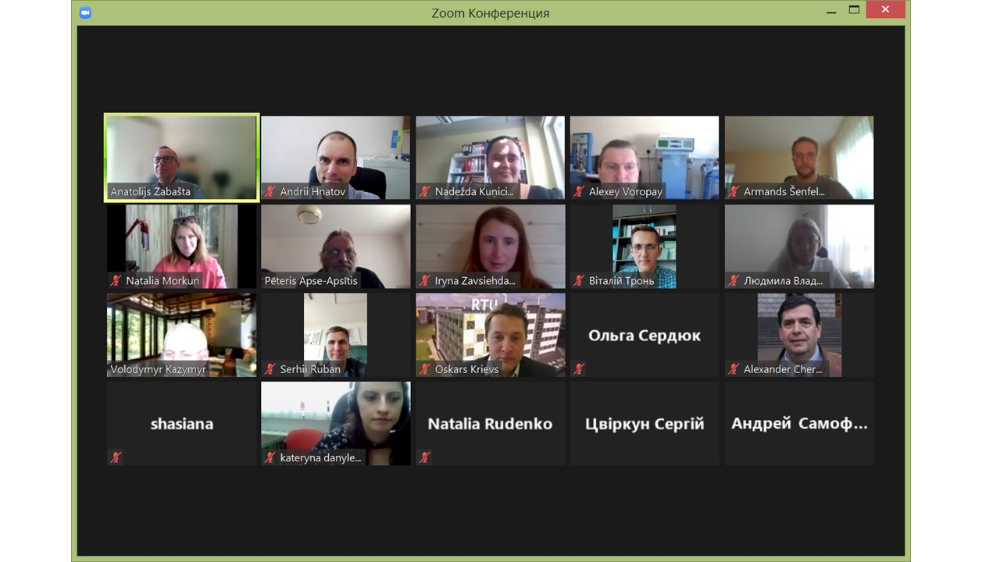 Zoom Конференция
Anatolijs Zabašta
Andrii Hnatov
Nadežda Kunici...
Alexey Voropay
Armands Šenfel...
Natalia Morkun
Pēteris Apse-Apsītis
Iryna Zavsiehda...
Віталій Тронь
Людмила Влад...
Volodymyr Kazymyr
Serhii Ruban
RTU
Oskars Krievs
Ольга Сердюк
Alexander Cher...
shasiana
kateryna danyle...
Natalia Rudenko
Цвіркун Сергій
Андрей Самоф...